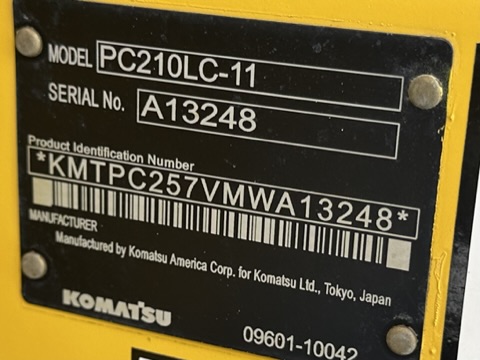 MODEL PC210LC-11
SERIAL No. A13248
Product Identification Number
*KMTPC257VMWA13248*
MANUFACTURER
Manufactured by Komatsu America Corp. for Komatsu Ltd., Tokyo, Japan
KOMATSU
09601-10042